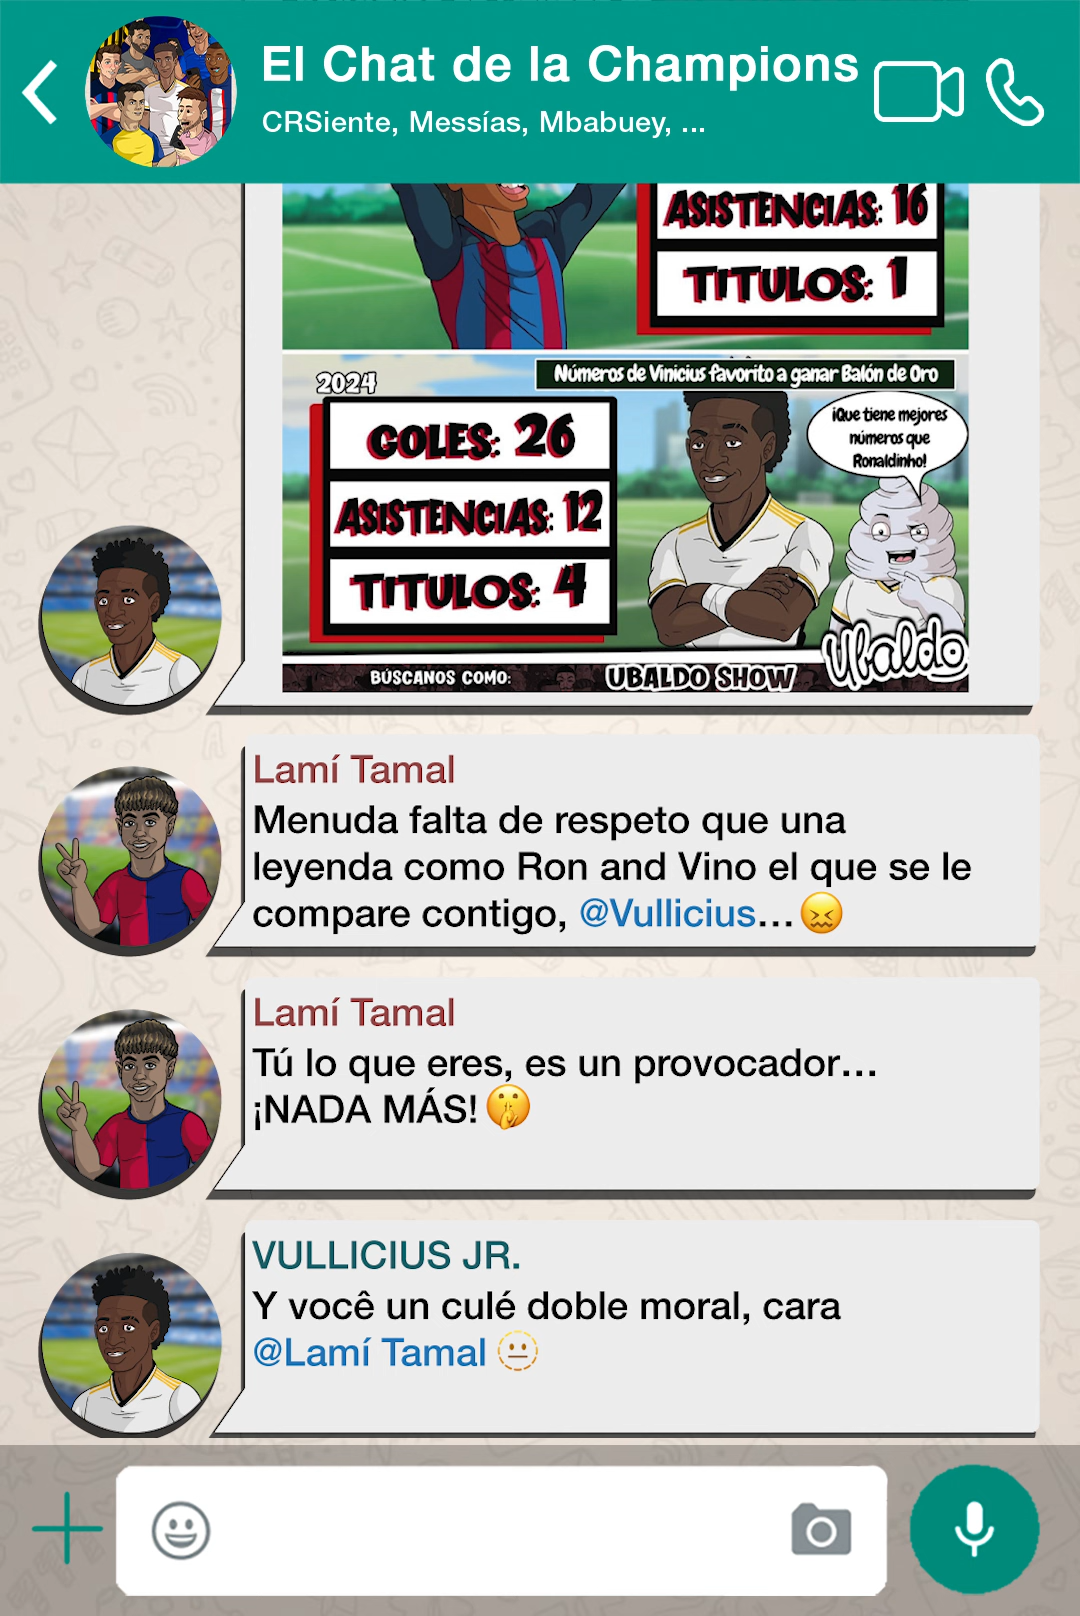 El Chat de la Champions
CRSiente, Messías, Mbabuey, ...
ASISTENCIAS: 16
TITULOS: 1
2024
Números de Vinicius favorito a ganar Balón de Oro
GOLES: 26
ASISTENCIAS: 12
TITULOS: 4
¡Que tiene mejores
números que
Ronaldinho!
Ubaldo
BÚSCANOS COMO:
UBALDO SHOW
Lamí Tamal
Menuda falta de respeto que una
leyenda como Ron and Vino el que se le
compare contigo, @Vullicius...😖
Lamí Tamal
Tú lo que eres, es un provocador...
¡NADA MÁS!🤫
VULLICIUS JR.
Y você un culé doble moral, cara
@Lamí Tamal 🫥